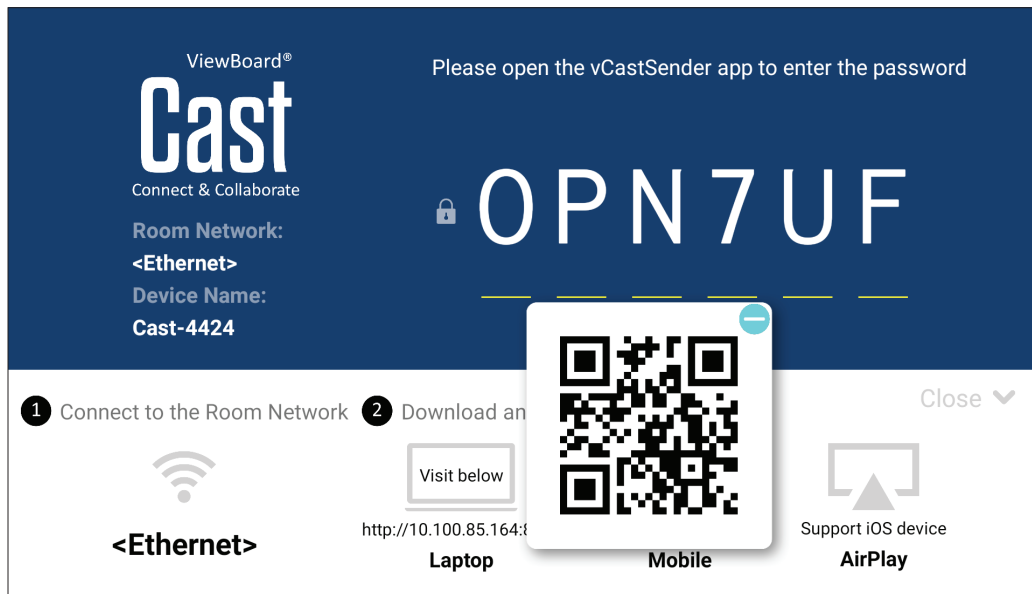 ViewBoard®
Cast
Connect & Collaborate
Room Network:
<Ethernet>
Device Name:
Cast-4424
Please open the vCastSender app to enter the password
OPN7UF
Close
1 Connect to the Room Network
2 Download an
<Ethernet>
Visit below
http://10.100.85.164:8
Laptop
Mobile
Support iOS device
AirPlay